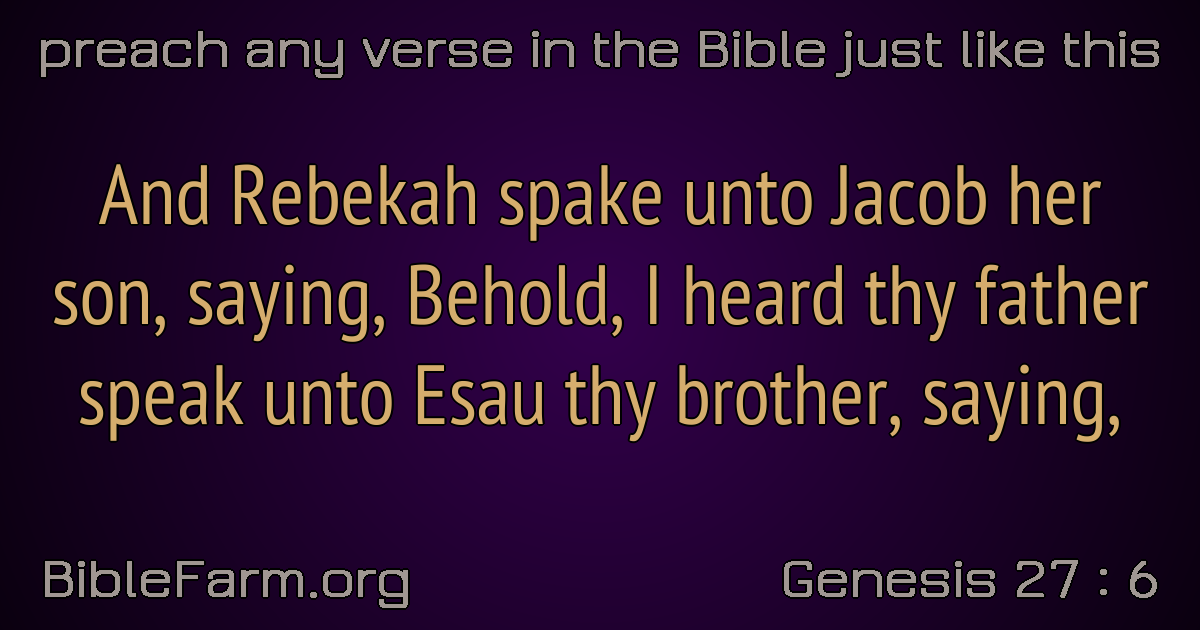 preach any verse in the Bible just like this
And Rebekah spake unto Jacob her
son, saying, Behold, I heard thy father
speak unto Esau thy brother, saying,
BibleFarm.org
Genesis 27 : 6